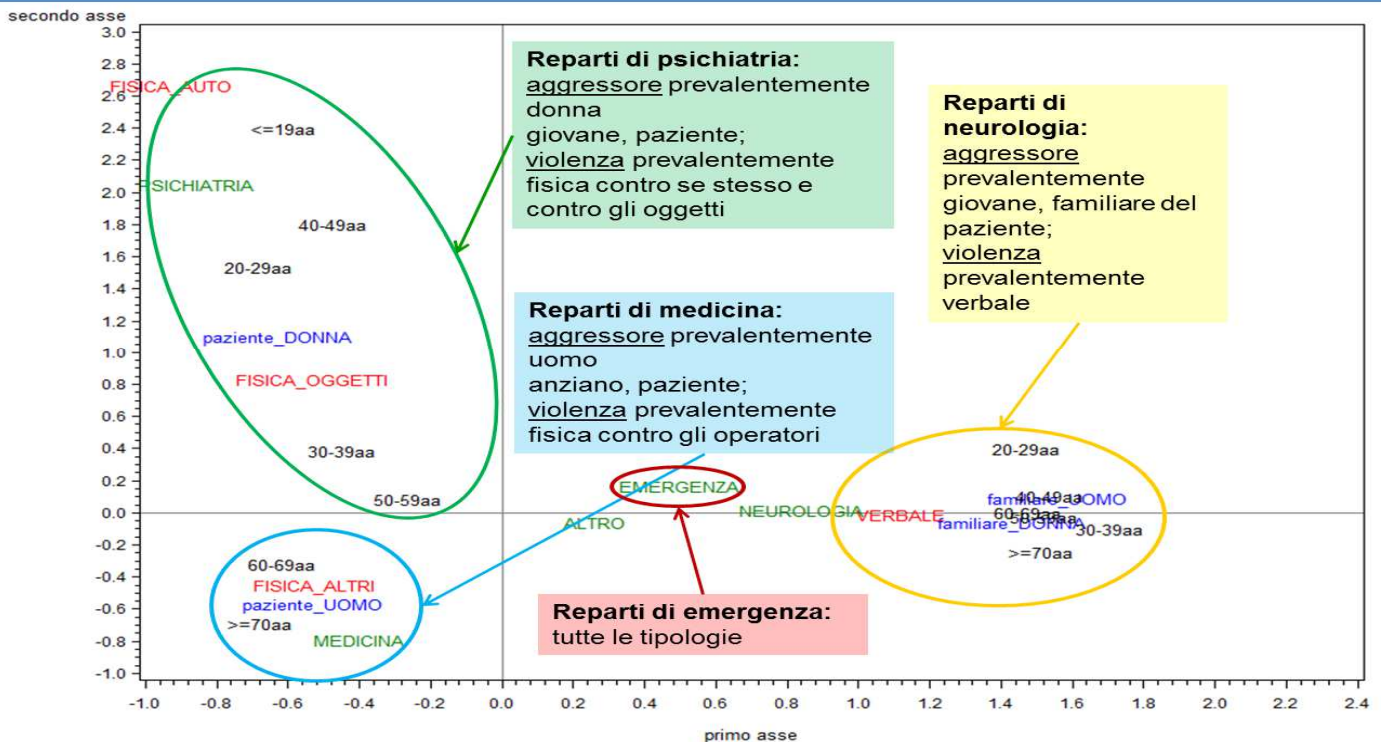 secondo asse
3.0
2.8
2.6
2.4
2.2
2.0
1.8
1.6
1.4
1.2
1.0
0.8
0.6
0.4
0.2
0.0
-0.2
-0.4
-0.6
-0.8
-1.0
FISICA_AUTO
<=19aa
PSICHIATRIA
40-49aa
20-29aa
paziente_DONNA
FISICA_OGGETTI
30-39aa
50-59aa
60-69aa
FISICA_ALTRI
paziente_UOMO
>=70aa
MEDICINA
Reparti di psichiatria:
aggressore prevalentemente
donna
giovane, paziente;
violenza prevalentemente
fisica contro se stesso e
contro gli oggetti
Reparti di medicina:
aggressore prevalentemente
uomo
anziano, paziente;
violenza prevalentemente
fisica contro gli operatori
Reparti di
neurologia:
aggressore
prevalentemente
giovane, familiare del
paziente;
violenza
prevalentemente
verbale
EMERGENZA
ALTRO
NEUROLOGIA
VERBALE
20-29aa
40-49aa
familiare_UOMO
60-69aa
familiare_DONNA
30-39aa
>=70aa
Reparti di emergenza:
tutte le tipologie
-1.0 -0.8 -0.6 -0.4 -0.2 0.0 0.2 0.4 0.6 0.8 1.0 1.2 1.4 1.6 1.8 2.0 2.2 2.4
primo asse